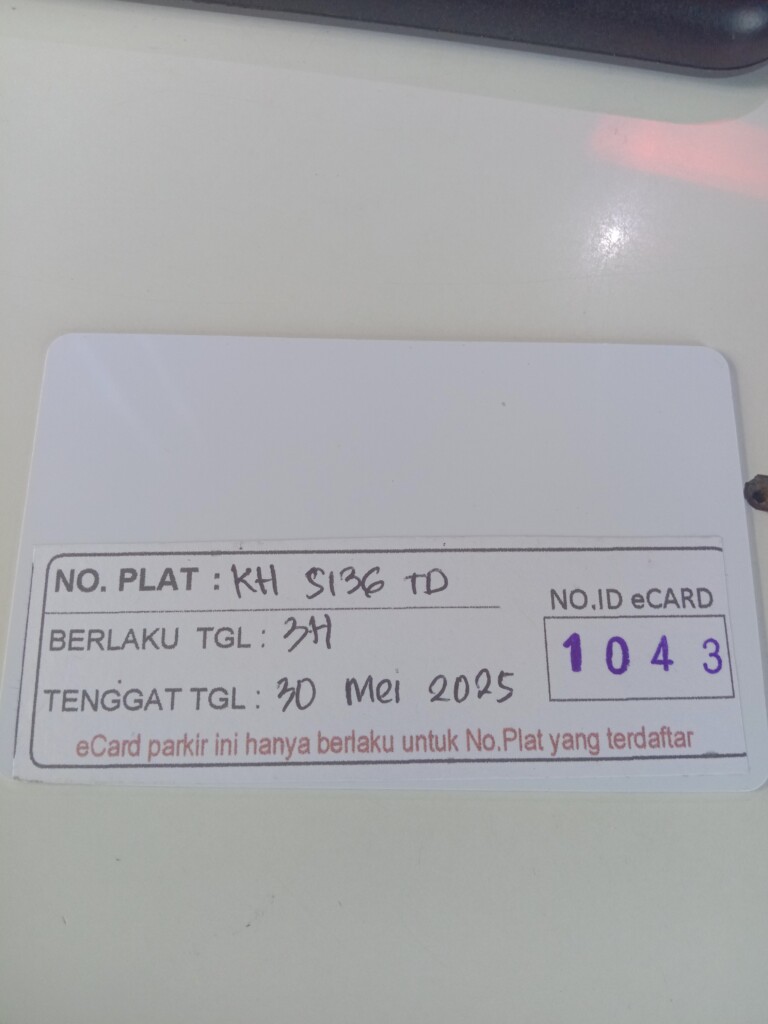 NO. PLAT : KH 5136 TD
NO.ID eCARD
BERLAKU TGL : 3H
1043
TENGGAT TGL : 30 Mei 2025
eCard parkir ini hanya berlaku untuk No.Plat yang terdaftar